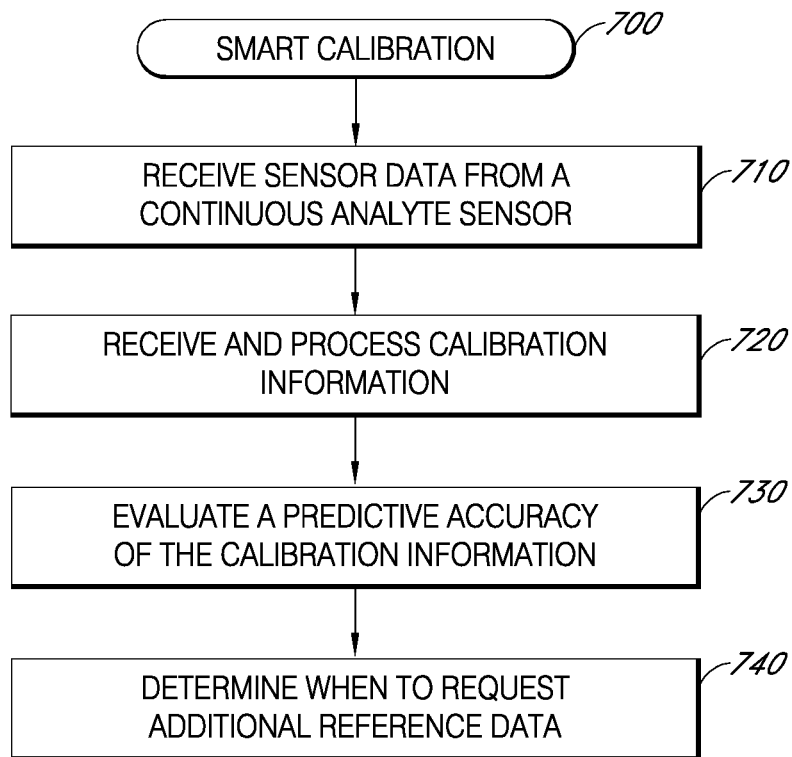 SMART CALIBRATION
700
RECEIVE SENSOR DATA FROM A
CONTINUOUS ANALYTE SENSOR
710
RECEIVE AND PROCESS CALIBRATION
INFORMATION
720
EVALUATE A PREDICTIVE ACCURACY
OF THE CALIBRATION INFORMATION
730
DETERMINE WHEN TO REQUEST
ADDITIONAL REFERENCE DATA
740